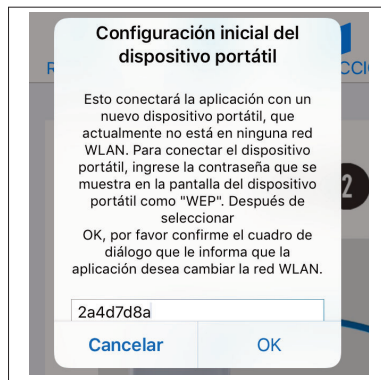 Configuración inicial del
dispositivo portátil
R
CCI
Esto conectará la aplicación con un
nuevo dispositivo portátil, que
actualmente no está en ninguna red
WLAN. Para conectar el dispositivo
portátil, ingrese la contraseña que se
muestra en la pantalla del dispositivo
portátil como "WEP". Después de
seleccionar
OK, por favor confirme el cuadro de
diálogo que le informa que la
aplicación desea cambiar la red WLAN.
2
2a4d7d8a
Cancelar OK